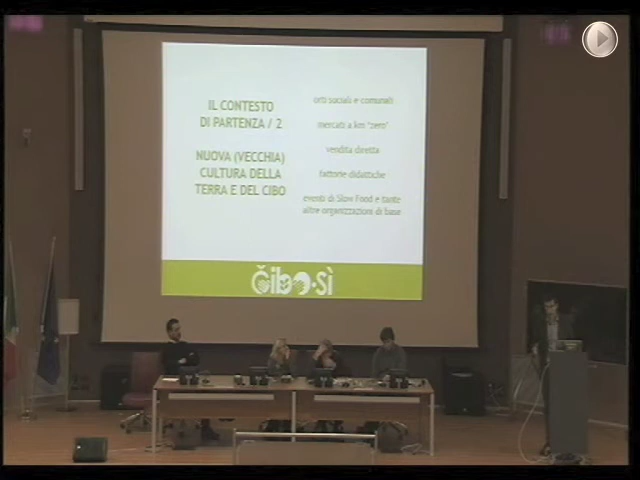 IL CONTESTO
DI PARTENZA / 2
NUOVA (VECCHIA)
CULTURA DELLA
TERRA E DEL CIBO
orti sociali e comunali
mercati a km "zero"
vendita diretta
fattorie didattiche
eventi di Slow Food e tante
altre organizzazioni di base
čibo·sì